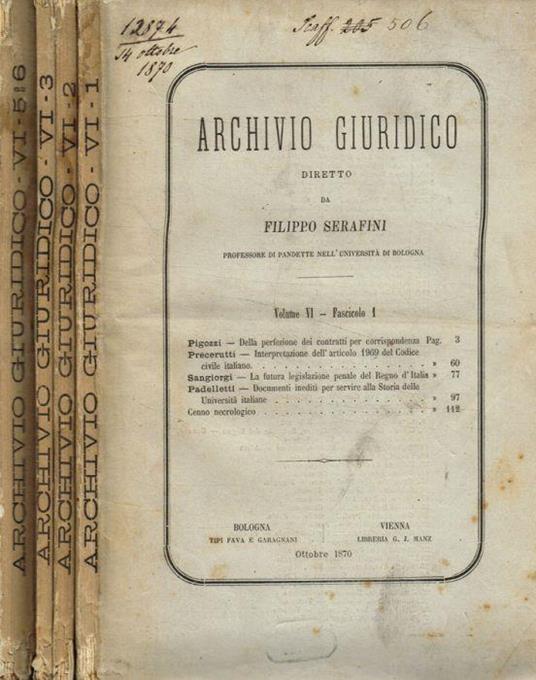 ARCHIVIO GIURIDICO - VI - 5-6
ARCHIVIO GIURIDICO - VI - 3
ARCHIVIO GIURIDICO - VI - 2
ARCHIVIO GIURIDICO - VI - 1
12874
14 ottobre
1870
Scaff. 205 506
ARCHIVIO GIURIDICO
DIRETTO
DA
FILIPPO SERAFINI
PROFESSORE DI PANDETTE NELL'UNIVERSITÀ DI BOLOGNA
Volume VI — Fascicolo 1
Pigozzi — Della perfezione dei contratti per corrispondenza Pag. 3
Precerutti — Interpretazione dell'articolo 1969 del Codice
civile italiano. . . . . . . . . . . . » 60
Sangiorgi — La futura legislazione penale del Regno d'Italia » 77
Padelletti — Documenti inediti per servire alla Storia delle
Università italiane . . . . . . . . . . » 97
Cenno necrologico . . . . . . . . . . . » 112
BOLOGNA
TIPI FAVA E GARAGNANI
VIENNA
LIBRERIA G. J. MANZ
Ottobre 1870